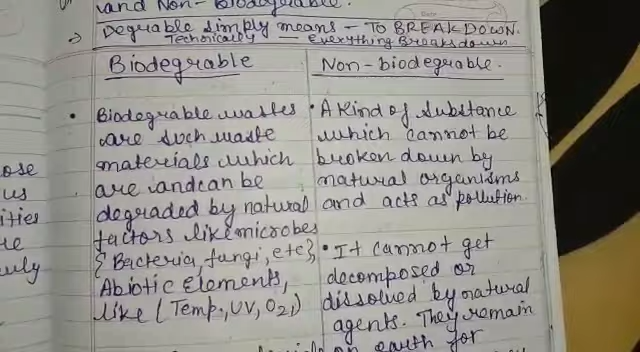 and Non-Biodegradable.
→ Degrable simply means - TO BREAK DOWN.
Technically — Everything Breaks down
Biodegrable
• Biodegrable wastes
are such waste
materials which
are and can be
degraded by natural
factors like microbes
{Bacteria, fungi, etc},
Abiotic Elements,
like (Temp., UV, O2,)
Non-biodegrable.
• A Kind of Substance
which cannot be
broken down by
natural organisms
and acts as pollution.
• It cannot get
decomposed or
dissolved by natural
agents. They remain
on earth for
ose
us
ities